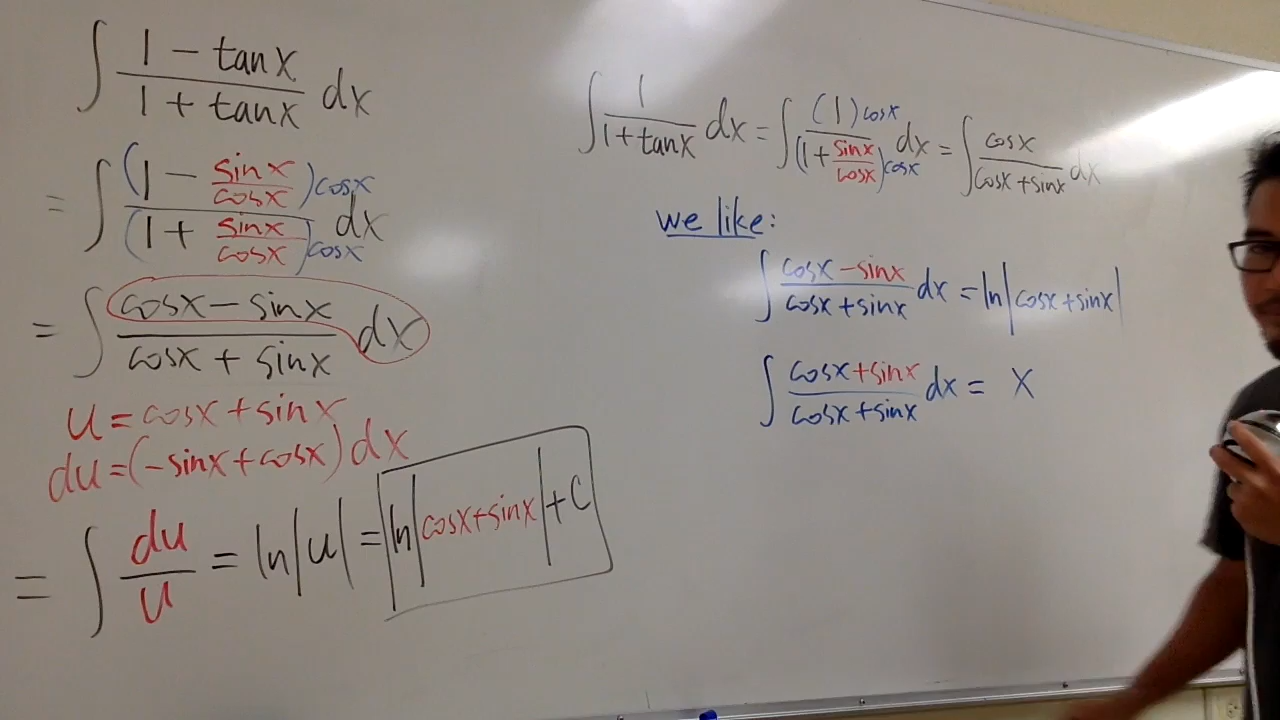 ∫ (1 − tanx)/(1 + tanx) dx
= ∫ ((1 − sinx/cosx)cosx)/((1 + sinx/cosx)cosx) dx
= ∫ (cosx − sinx)/(cosx + sinx) dx
u = cosx + sinx
du = (−sinx + cosx) dx
= ∫ du/u = ln|u| = ln|cosx+sinx| + C
∫ 1/(1+tanx) dx = ∫ ((1)cosx)/((1 + sinx/cosx)cosx) dx = ∫ cosx/(cosx + sinx) dx
we like:
∫ (cosx − sinx)/(cosx + sinx) dx = ln|cosx + sinx|
∫ (cosx + sinx)/(cosx + sinx) dx = X